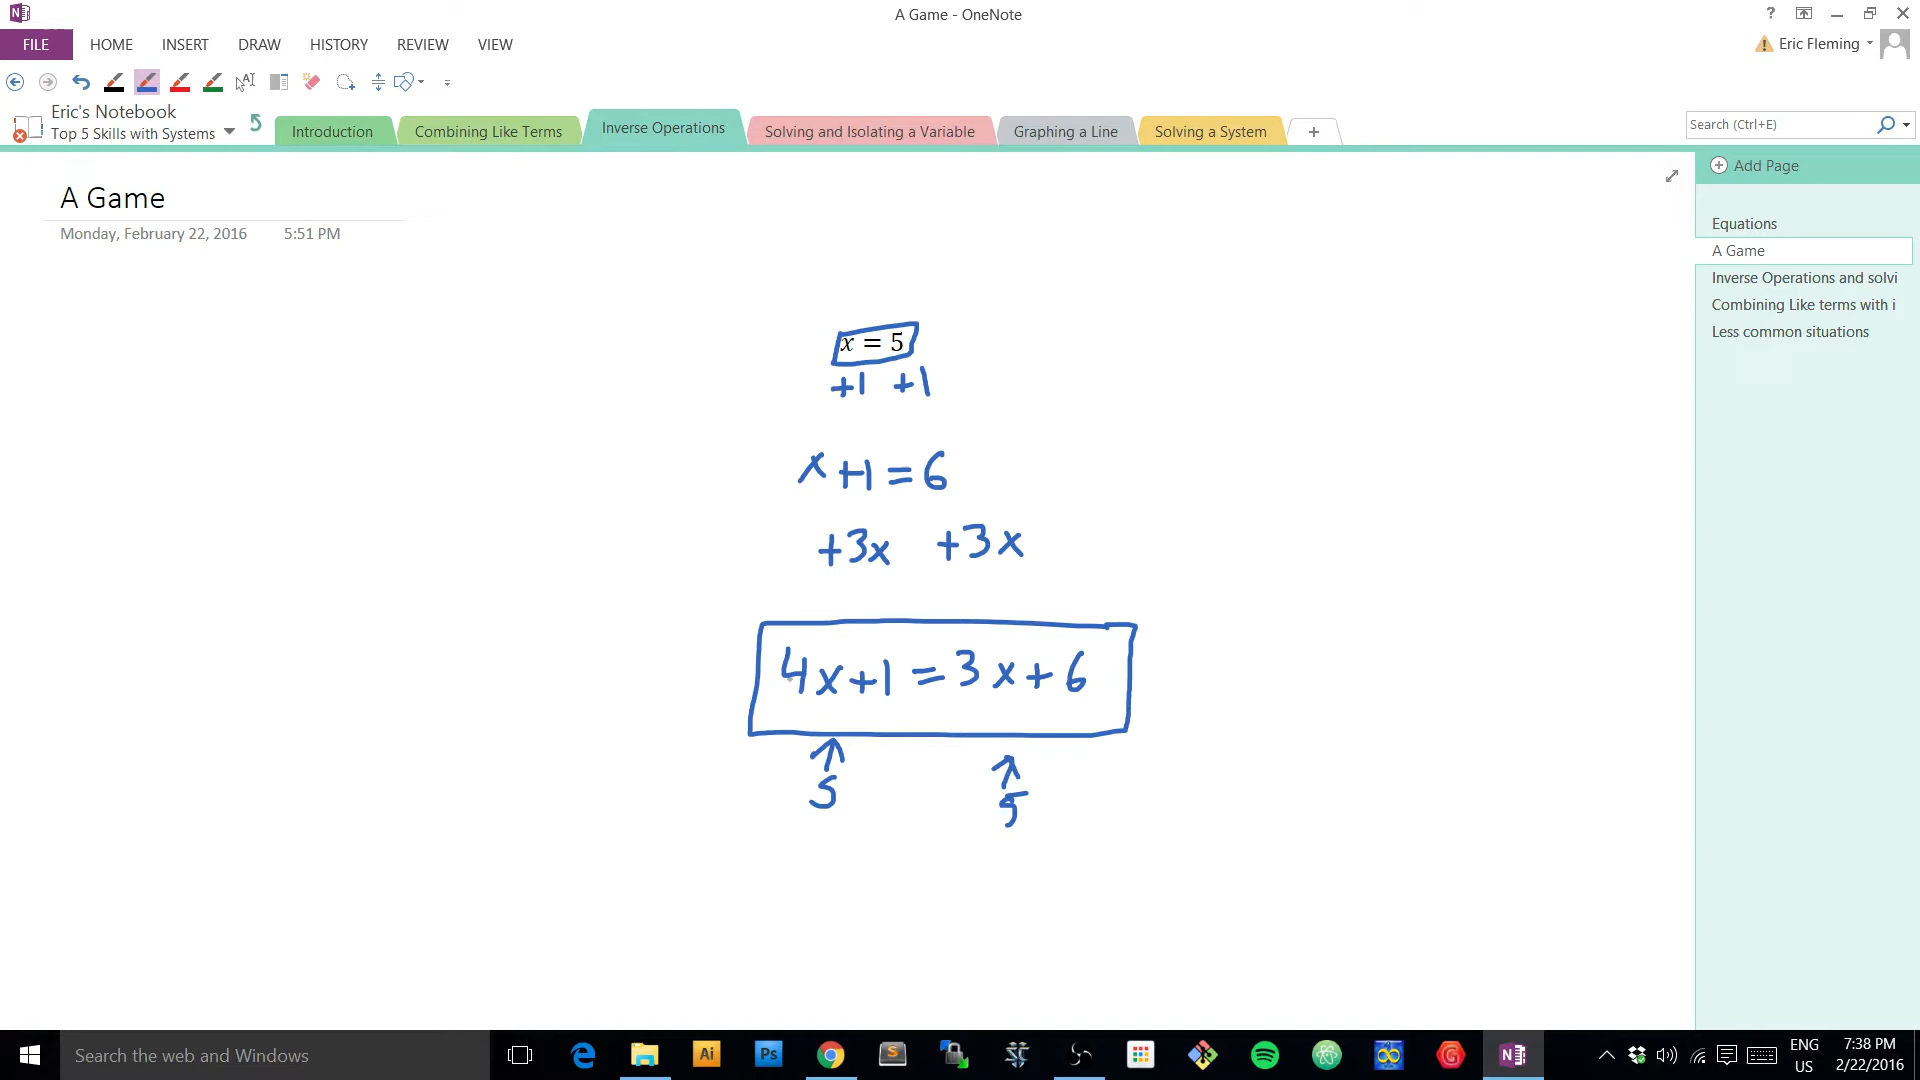 A Game - OneNote
?
FILE HOME INSERT DRAW HISTORY REVIEW VIEW
Eric Fleming
Eric's Notebook
Top 5 Skills with Systems
Introduction Combining Like Terms Inverse Operations Solving and Isolating a Variable Graphing a Line Solving a System +
Search (Ctrl+E)
Add Page
Equations
A Game
Inverse Operations and solvi
Combining Like terms with i
Less common situations
A Game
Monday, February 22, 2016 5:51 PM
x = 5
+1 +1
x+1=6
+3x +3x
4x+1=3x+6
5 5
Search the web and Windows
Ai Ps
ENG
US
7:38 PM
2/22/2016